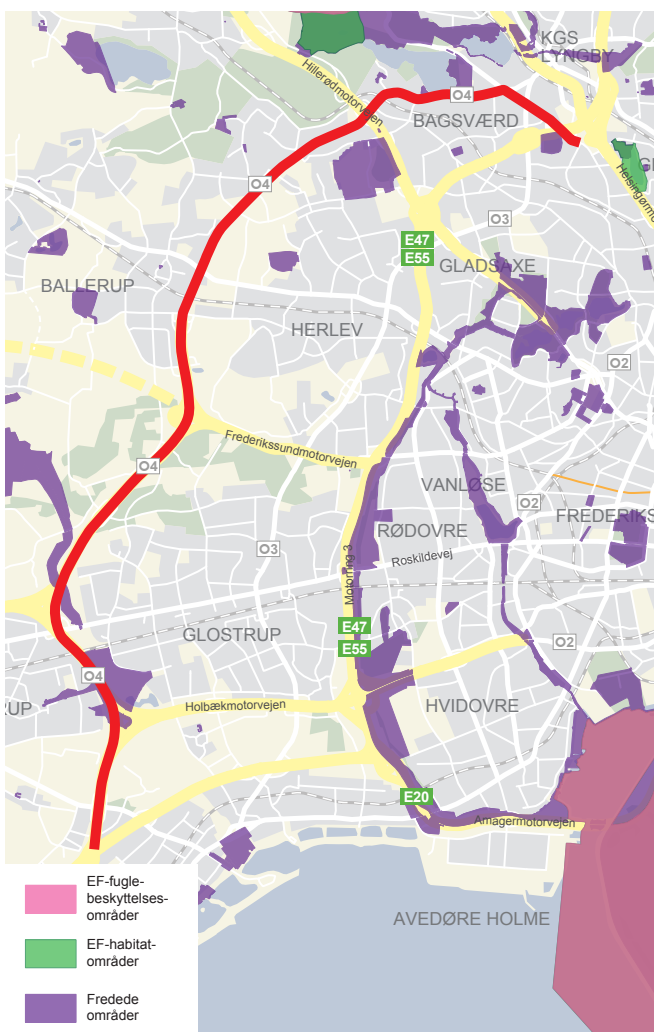 KGS
LYNGBY
Hillerødmotorvejen
O4
BAGSVÆRD
Helsingørmo
O4
O3
E47
E55
GLADSAXE
BALLERUP
HERLEV
O2
Frederikssundmotorvejen
O4
VANLØSE
O2
FREDERIKS
RØDOVRE
O3
Roskildevej
Motorring 3
E47
E55
GLOSTRUP
O2
O4
RUP
Holbækmotorvejen
HVIDOVRE
E20
Amagermotorvejen
AVEDØRE HOLME
EF-fugle-
beskyttelses-
områder
EF-habitat-
områder
Fredede
områder